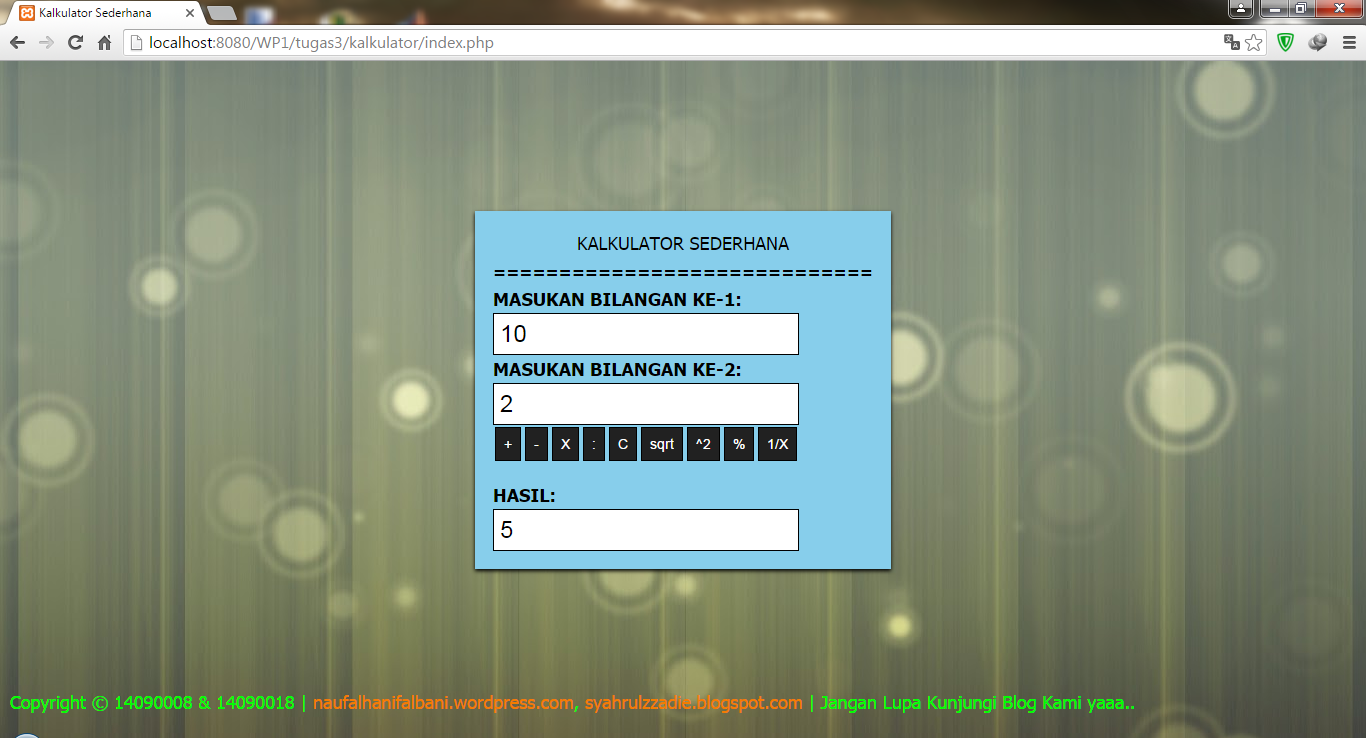 Kalkulator Sederhana
localhost:8080/WP1/tugas3/kalkulator/index.php
KALKULATOR SEDERHANA
=============================
MASUKAN BILANGAN KE-1:
10
MASUKAN BILANGAN KE-2:
2
+ - X : C sqrt ^2 % 1/X
HASIL:
5
Copyright © 14090008 & 14090018 | naufalhanifalbani.wordpress.com, syahrulzzadie.blogspot.com | Jangan Lupa Kunjungi Blog Kami yaaa..